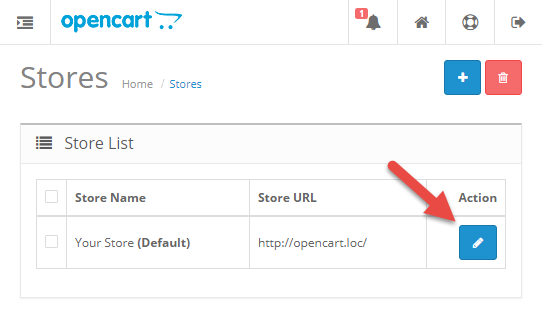 opencart
1
Stores
Home / Stores
Store List
Store Name Store URL Action
Your Store (Default) http://opencart.loc/